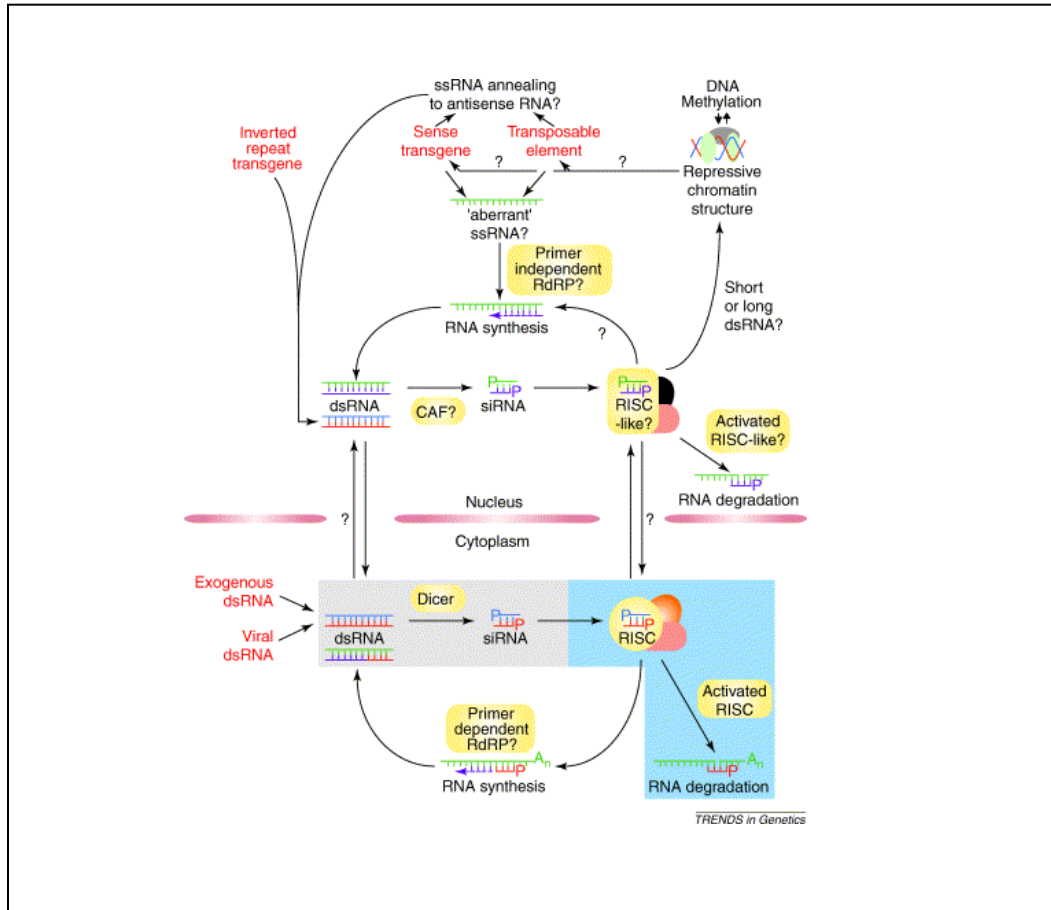 ssRNA annealing
to antisense RNA?
DNA
Methylation
Inverted
repeat
transgene
Sense
transgene
Transposable
element
?
?
Repressive
chromatin
structure
'aberrant'
ssRNA?
Primer
independent
RdRP?
Short
or long
dsRNA?
RNA synthesis
?
dsRNA
CAF?
P
P
siRNA
P
P
RISC
-like?
Activated
RISC-like?
P
RNA degradation
Nucleus
?
?
Cytoplasm
Exogenous
dsRNA
Viral
dsRNA
dsRNA
Dicer
P
P
siRNA
P
P
RISC
Activated
RISC
Primer
dependent
RdRP?
P
An
RNA synthesis
P
An
RNA degradation
TRENDS in Genetics